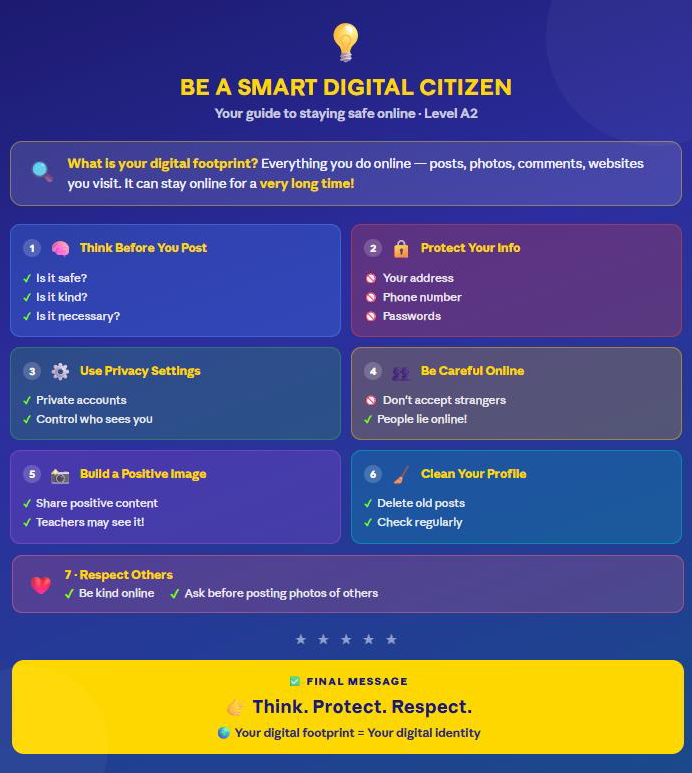 BE A SMART DIGITAL CITIZEN
Your guide to staying safe online · Level A2
What is your digital footprint? Everything you do online — posts, photos, comments, websites
you visit. It can stay online for a very long time!
1 Think Before You Post
✓ Is it safe?
✓ Is it kind?
✓ Is it necessary?
2 Protect Your Info
🚫 Your address
🚫 Phone number
🚫 Passwords
3 Use Privacy Settings
✓ Private accounts
✓ Control who sees you
4 Be Careful Online
🚫 Don't accept strangers
✓ People lie online!
5 Build a Positive Image
✓ Share positive content
✓ Teachers may see it!
6 Clean Your Profile
✓ Delete old posts
✓ Check regularly
7 · Respect Others
✓ Be kind online ✓ Ask before posting photos of others
★ ★ ★ ★ ★
✅ FINAL MESSAGE
Think. Protect. Respect.
Your digital footprint = Your digital identity